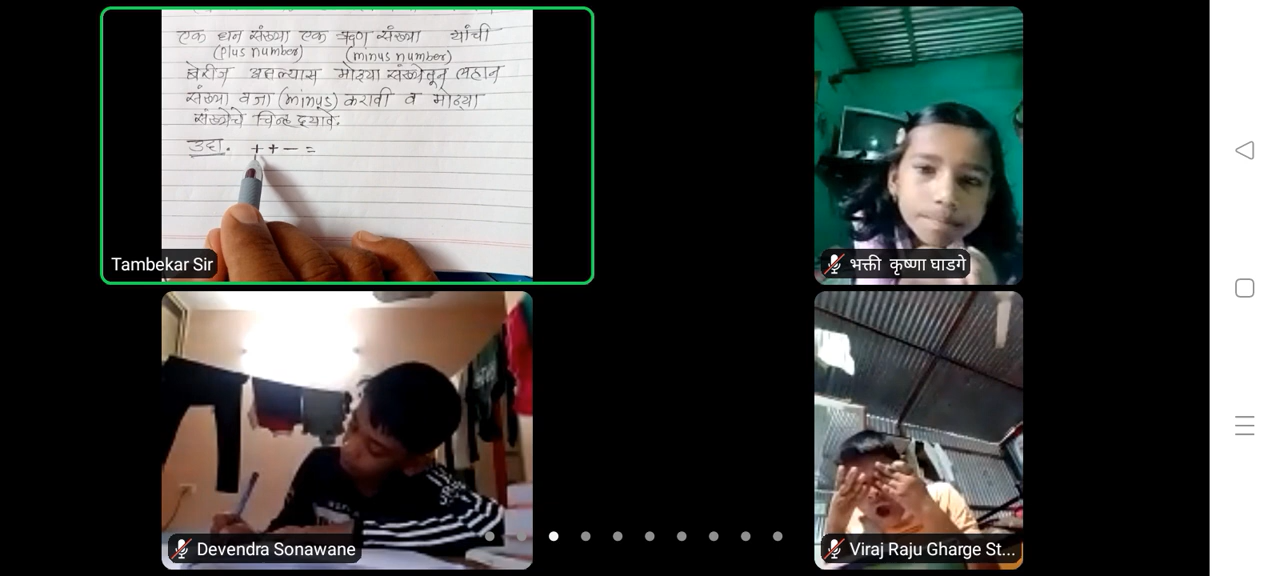 एक धन संख्या एक ऋण संख्या यांची
(plus number) (minus number)
बेरीज असल्यास मोठ्या संख्येतून लहान
संख्या वजा (minus) करावी व मोठ्या
संख्येचे चिन्ह द्यावे.
उदा. + + − =
Tambekar Sir
भक्ती कृष्णा घाडगे
Devendra Sonawane
Viraj Raju Gharge St...